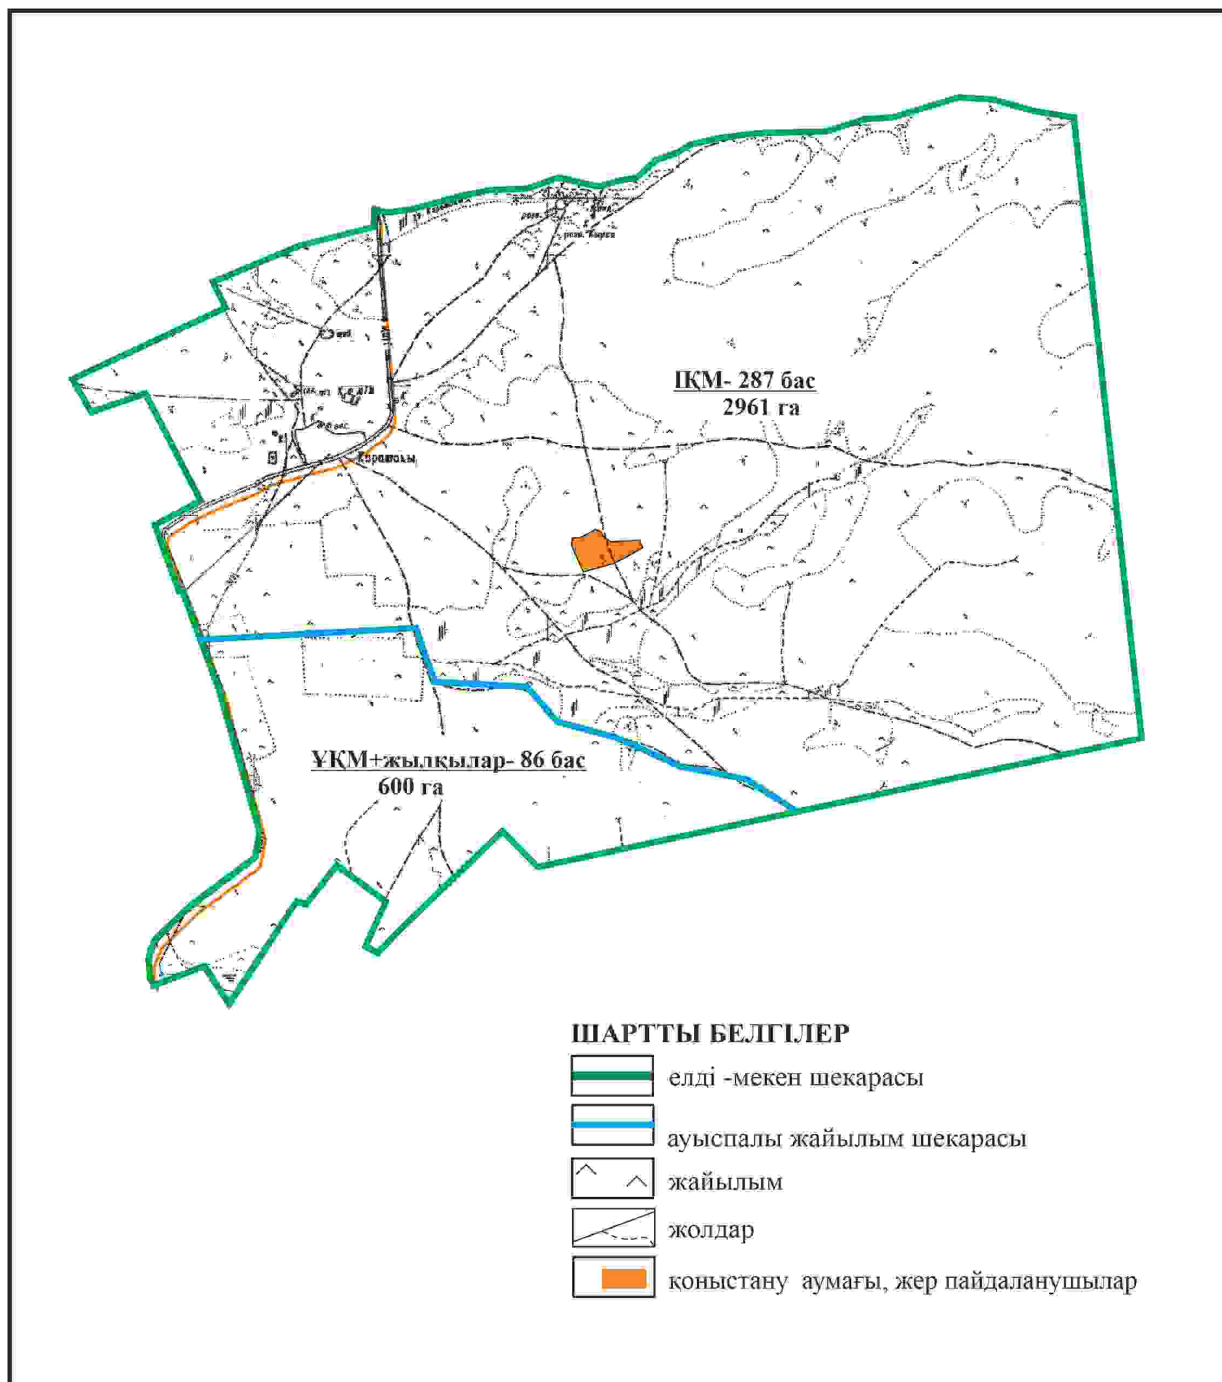 ІҚМ- 287 бас
2961 га
ҰҚМ+жылқылар- 86 бас
600 га
ШАРТТЫ БЕЛГІЛЕР
елді -мекен шекарасы
ауыспалы жайылым шекарасы
жайылым
жолдар
қоныстану аумағы, жер пайдаланушылар